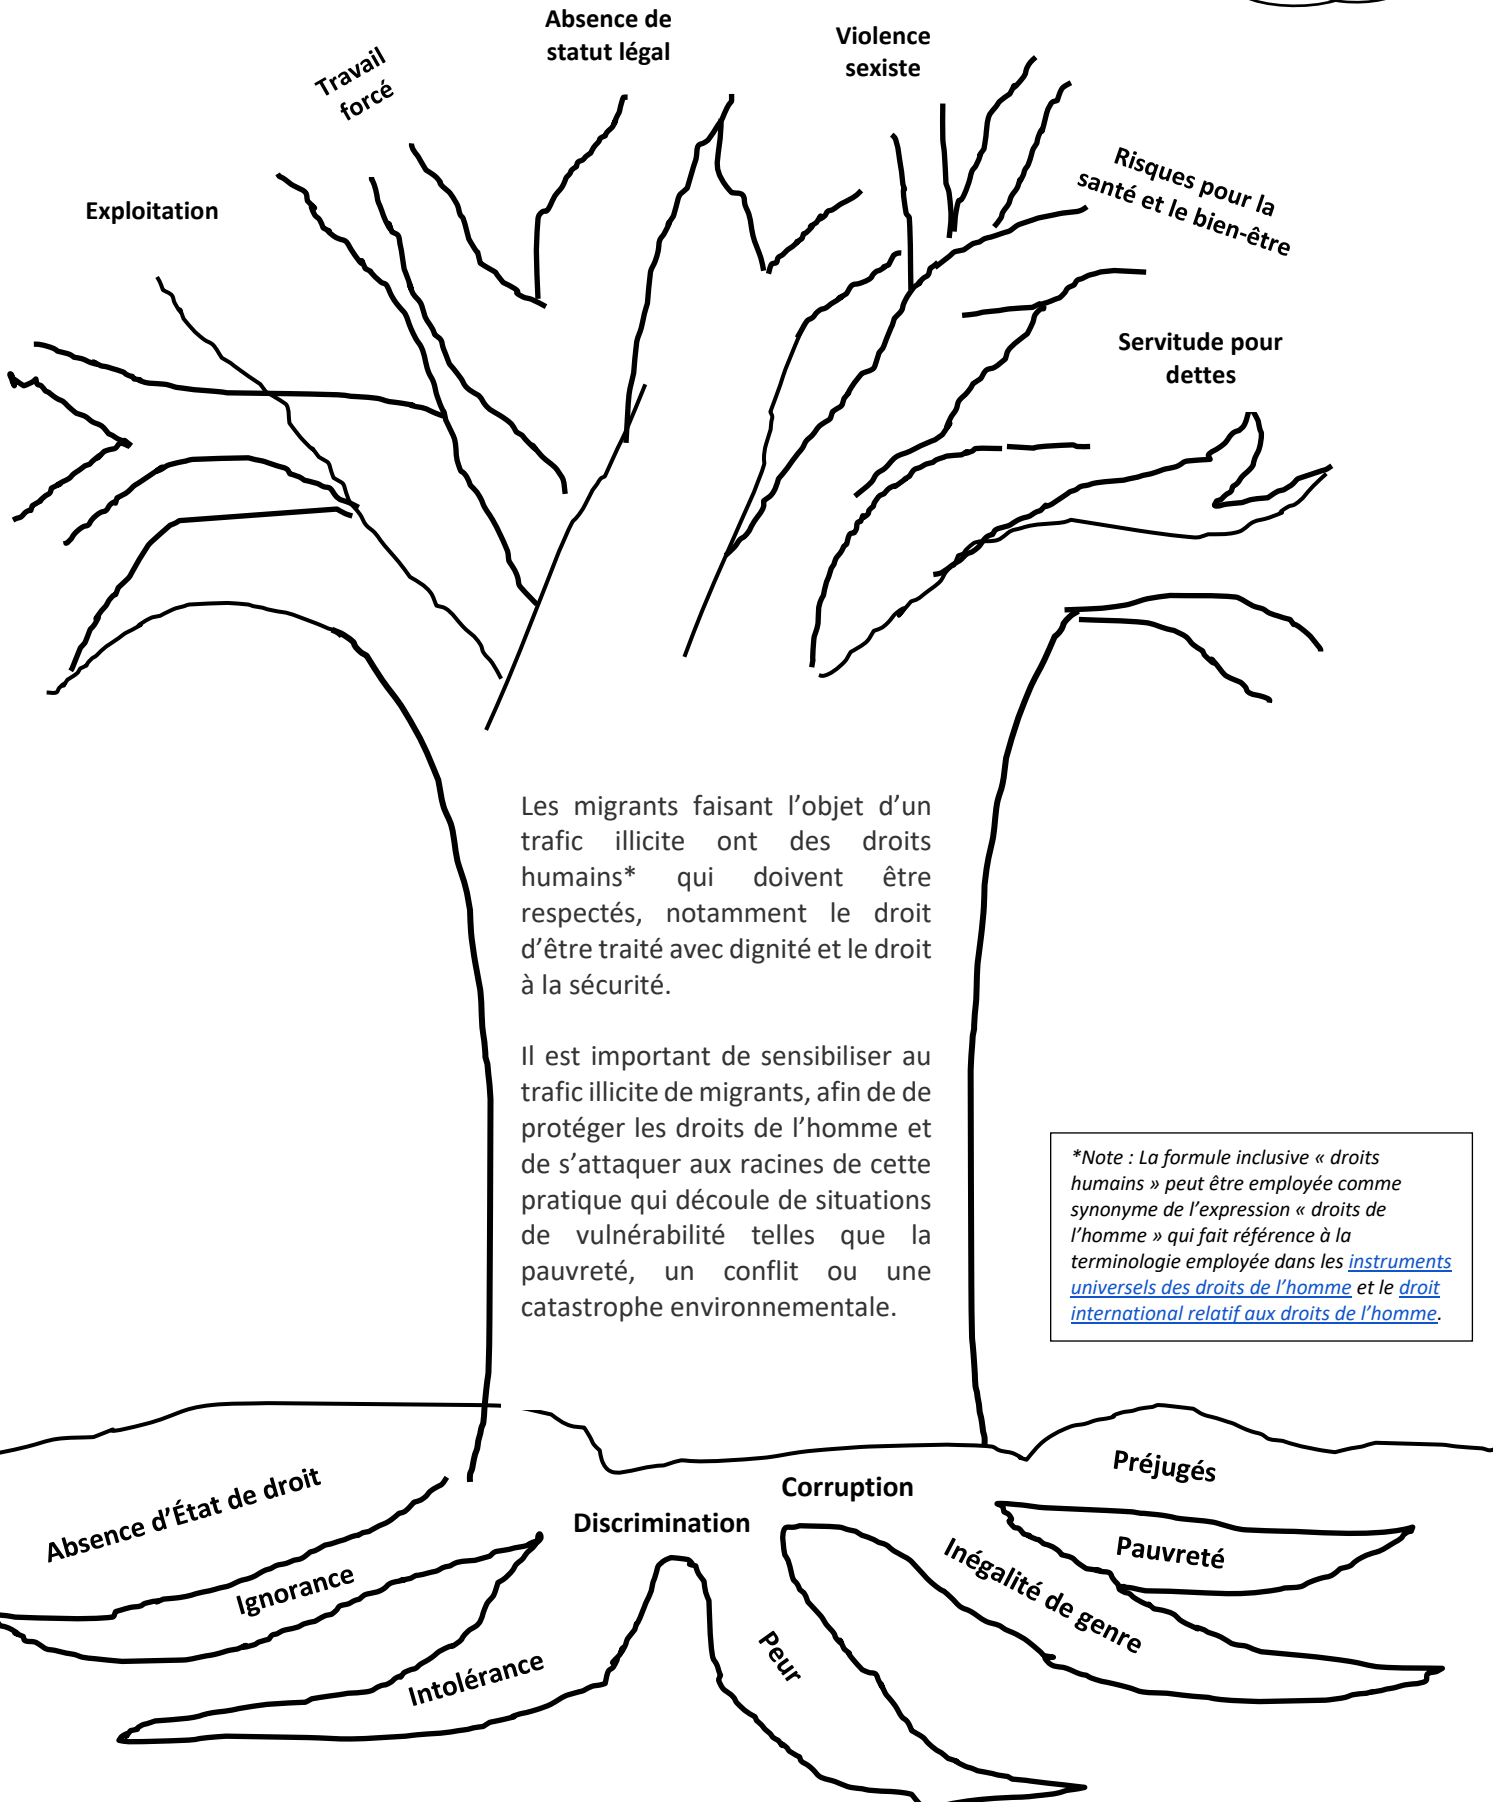 Absence de
statut légal
Violence
sexiste
Travail
forcé
Risques pour la
santé et le bien-être
Exploitation
Servitude pour
dettes
Les migrants faisant l’objet d’un
trafic illicite ont des droits
humains* qui doivent être
respectés, notamment le droit
d’être traité avec dignité et le droit
à la sécurité.
Il est important de sensibiliser au
trafic illicite de migrants, afin de de
protéger les droits de l’homme et
de s’attaquer aux racines de cette
pratique qui découle de situations
de vulnérabilité telles que la
pauvreté, un conflit ou une
catastrophe environnementale.
*Note : La formule inclusive « droits
humains » peut être employée comme
synonyme de l’expression « droits de
l’homme » qui fait référence à la
terminologie employée dans les instruments
universels des droits de l’homme et le droit
international relatif aux droits de l’homme.
Absence d’État de droit
Ignorance
Intolérance
Discrimination
Corruption
Peur
Inégalité de genre
Préjugés
Pauvreté